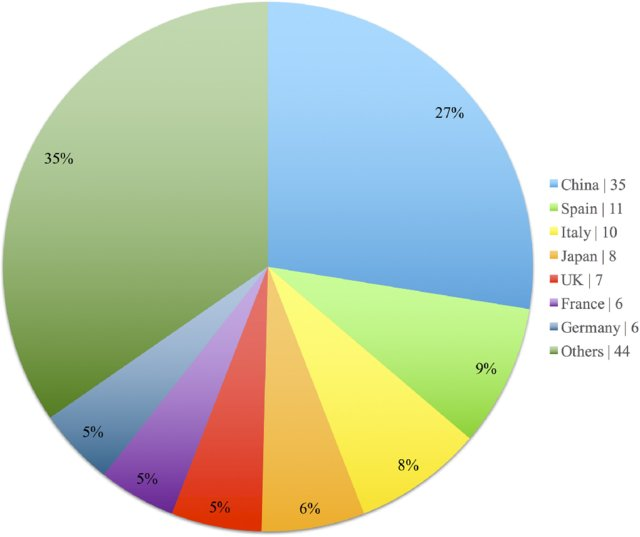 27%
35%
China | 35
Spain | 11
Italy | 10
Japan | 8
UK | 7
France | 6
Germany | 6
Others | 44
9%
5%
8%
5%
5%
6%